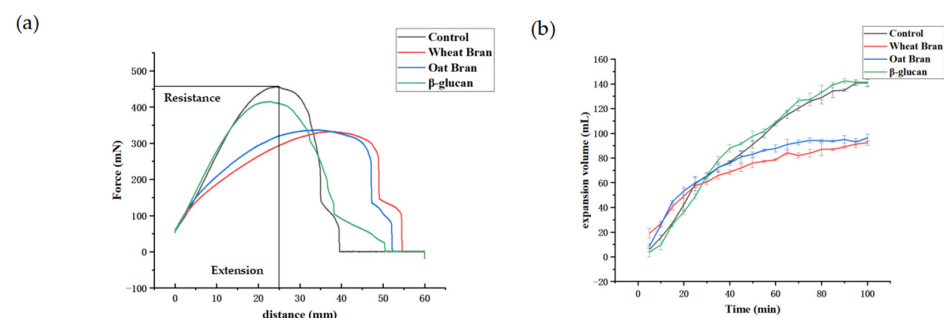 (a)
Control
Wheat Bran
Oat Bran
β-glucan
500
400
300
200
100
0
−100
Force (mN)
Resistance
Extension
0 10 20 30 40 50 60
distance (mm)
(b)
Control
Wheat Bran
Oat Bran
β-glucan
160
140
120
100
80
60
40
20
0
−20
expansion volume (mL)
0 20 40 60 80 100
Time (min)